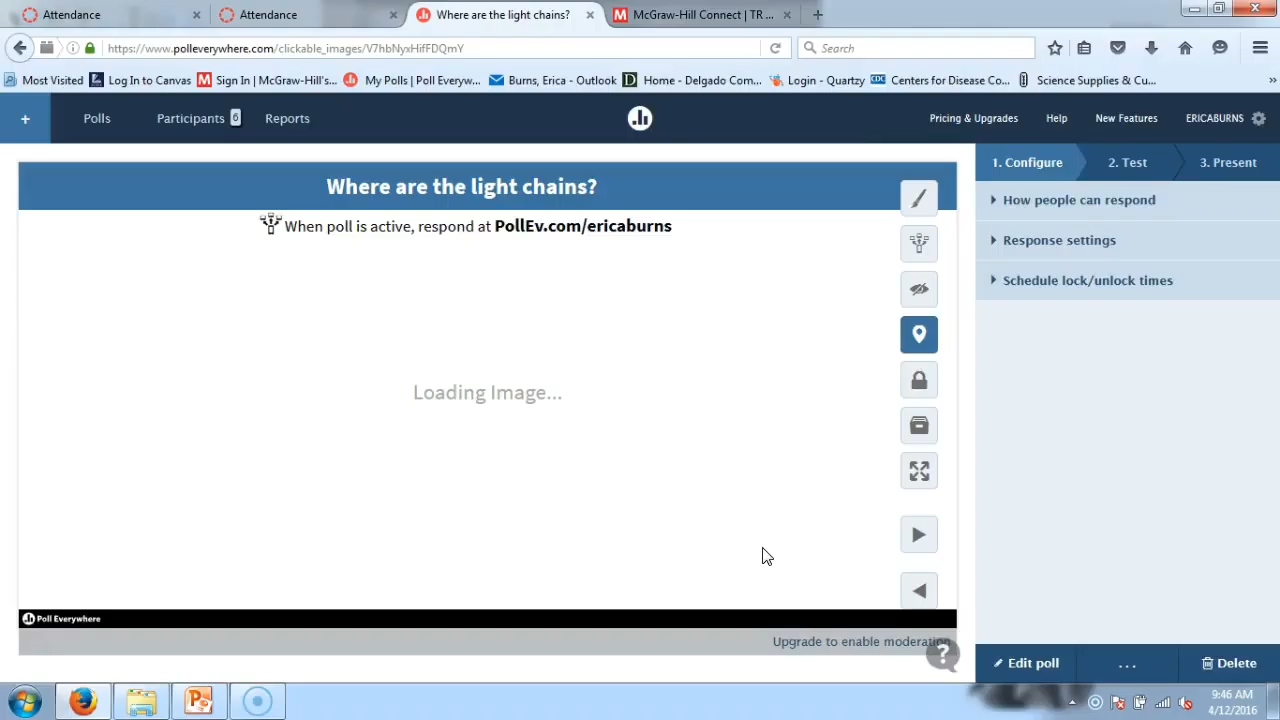 Attendance × Attendance × Where are the light chains? × McGraw-Hill Connect | TR ... × +
https://www.polleverywhere.com/clickable_images/V7hbNyxHifFDQmY Search
Most Visited Log In to Canvas Sign In | McGraw-Hill's... My Polls | Poll Everyw... Burns, Erica - Outlook Home - Delgado Com... Login - Quartzy Centers for Disease Co... Science Supplies & Cu... »
+ Polls Participants 6 Reports Pricing & Upgrades Help New Features ERICABURNS
Where are the light chains?
When poll is active, respond at PollEv.com/ericaburns
Loading Image...
Poll Everywhere
Upgrade to enable moderation
?
1. Configure 2. Test 3. Present
How people can respond
Response settings
Schedule lock/unlock times
Edit poll ... Delete
9:46 AM
4/12/2016